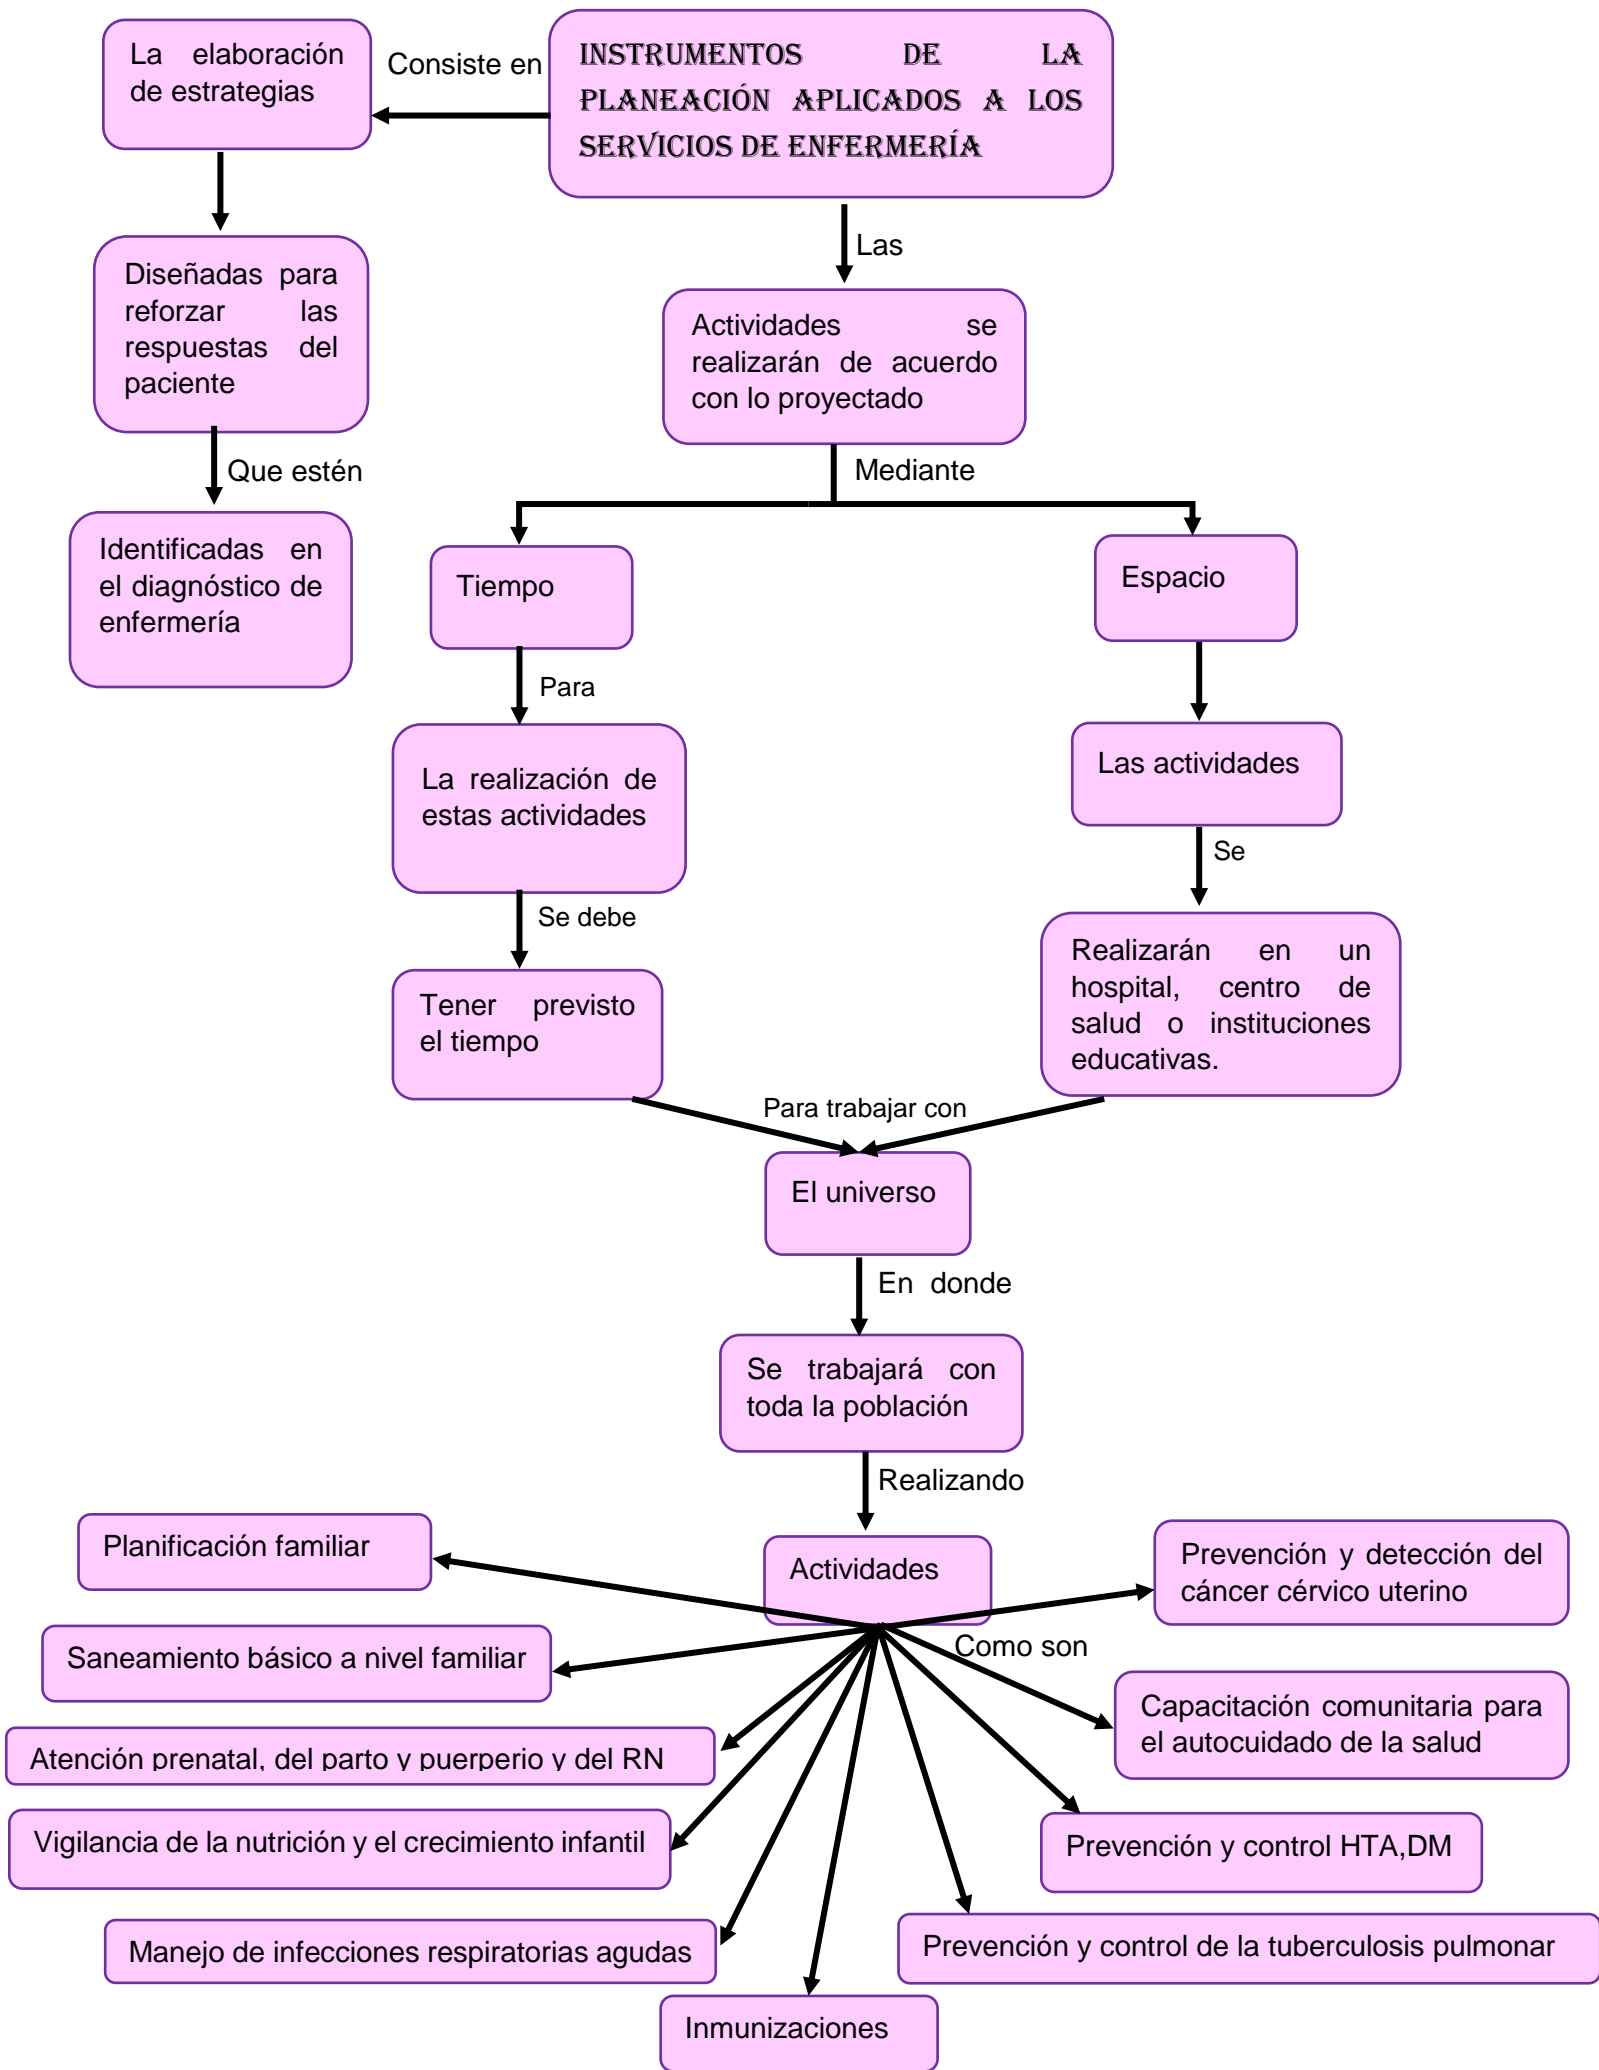 La elaboración
de estrategias
Consiste en
INSTRUMENTOS DE LA
PLANEACIÓN APLICADOS A LOS
SERVICIOS DE ENFERMERÍA
Las
Diseñadas para
reforzar las
respuestas del
paciente
Actividades se
realizarán de acuerdo
con lo proyectado
Que estén
Mediante
Identificadas en
el diagnóstico de
enfermería
Tiempo
Espacio
Para
La realización de
estas actividades
Las actividades
Se debe
Se
Tener previsto
el tiempo
Realizarán en un
hospital, centro de
salud o instituciones
educativas.
Para trabajar con
El universo
En donde
Se trabajará con
toda la población
Realizando
Actividades
Como son
Planificación familiar
Saneamiento básico a nivel familiar
Atención prenatal, del parto y puerperio y del RN
Vigilancia de la nutrición y el crecimiento infantil
Manejo de infecciones respiratorias agudas
Inmunizaciones
Prevención y control de la tuberculosis pulmonar
Prevención y control HTA,DM
Capacitación comunitaria para
el autocuidado de la salud
Prevención y detección del
cáncer cérvico uterino